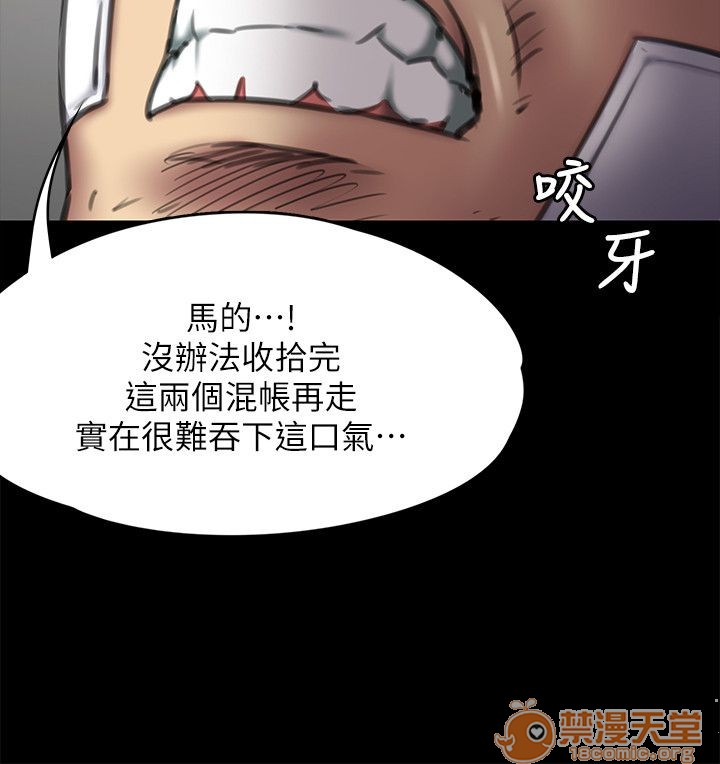 咬
牙
馬的⋯!
沒辦法收拾完
這兩個混帳再走
實在很難吞下這口氣⋯
禁漫天堂
18comic.org